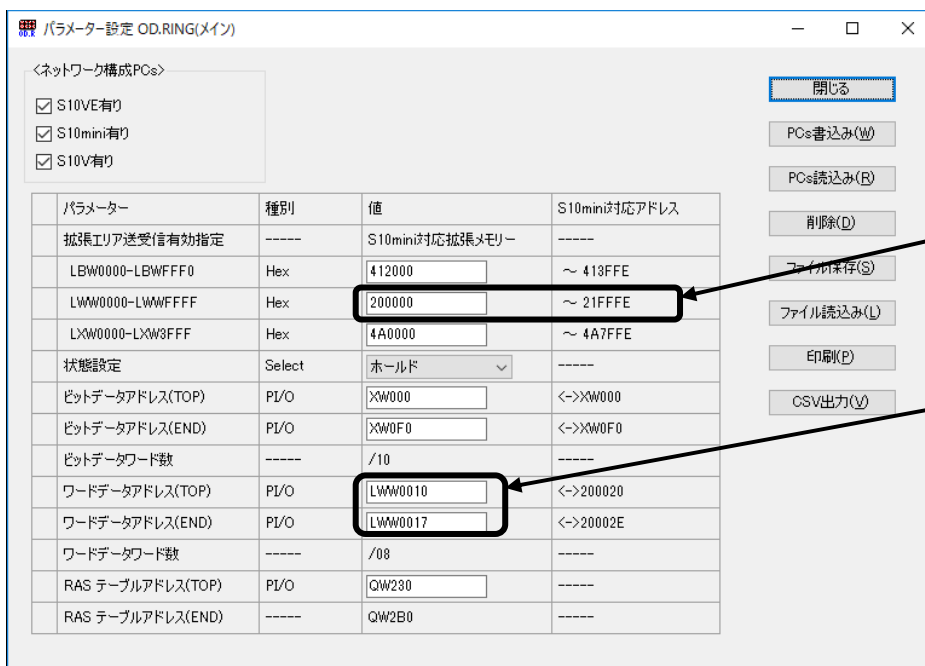 パラメーター設定 OD.RING(メイン)
<ネットワーク構成PCs>
S10VE有り
S10mini有り
S10V有り
閉じる
PCs書込み(W)
PCs読込み(R)
削除(D)
ファイル保存(S)
ファイル読込み(L)
印刷(P)
CSV出力(V)
パラメーター 種別 値 S10mini対応アドレス
拡張エリア送受信有効指定 ----- S10mini対応拡張メモリー -----
LBW0000-LBWFFF0 Hex 412000 ～ 413FFE
LWW0000-LWWFFFF Hex 200000 ～ 21FFFE
LXW0000-LXW3FFF Hex 4A0000 ～ 4A7FFE
状態設定 Select ホールド -----
ビットデータアドレス(TOP) PI/O XW000 <->XW000
ビットデータアドレス(END) PI/O XW0F0 <->XW0F0
ビットデータワード数 ----- /10 -----
ワードデータアドレス(TOP) PI/O LWW0010 <->200020
ワードデータアドレス(END) PI/O LWW0017 <->20002E
ワードデータワード数 ----- /08 -----
RAS テーブルアドレス(TOP) PI/O QW230 -----
RAS テーブルアドレス(END) ----- QW2B0 -----